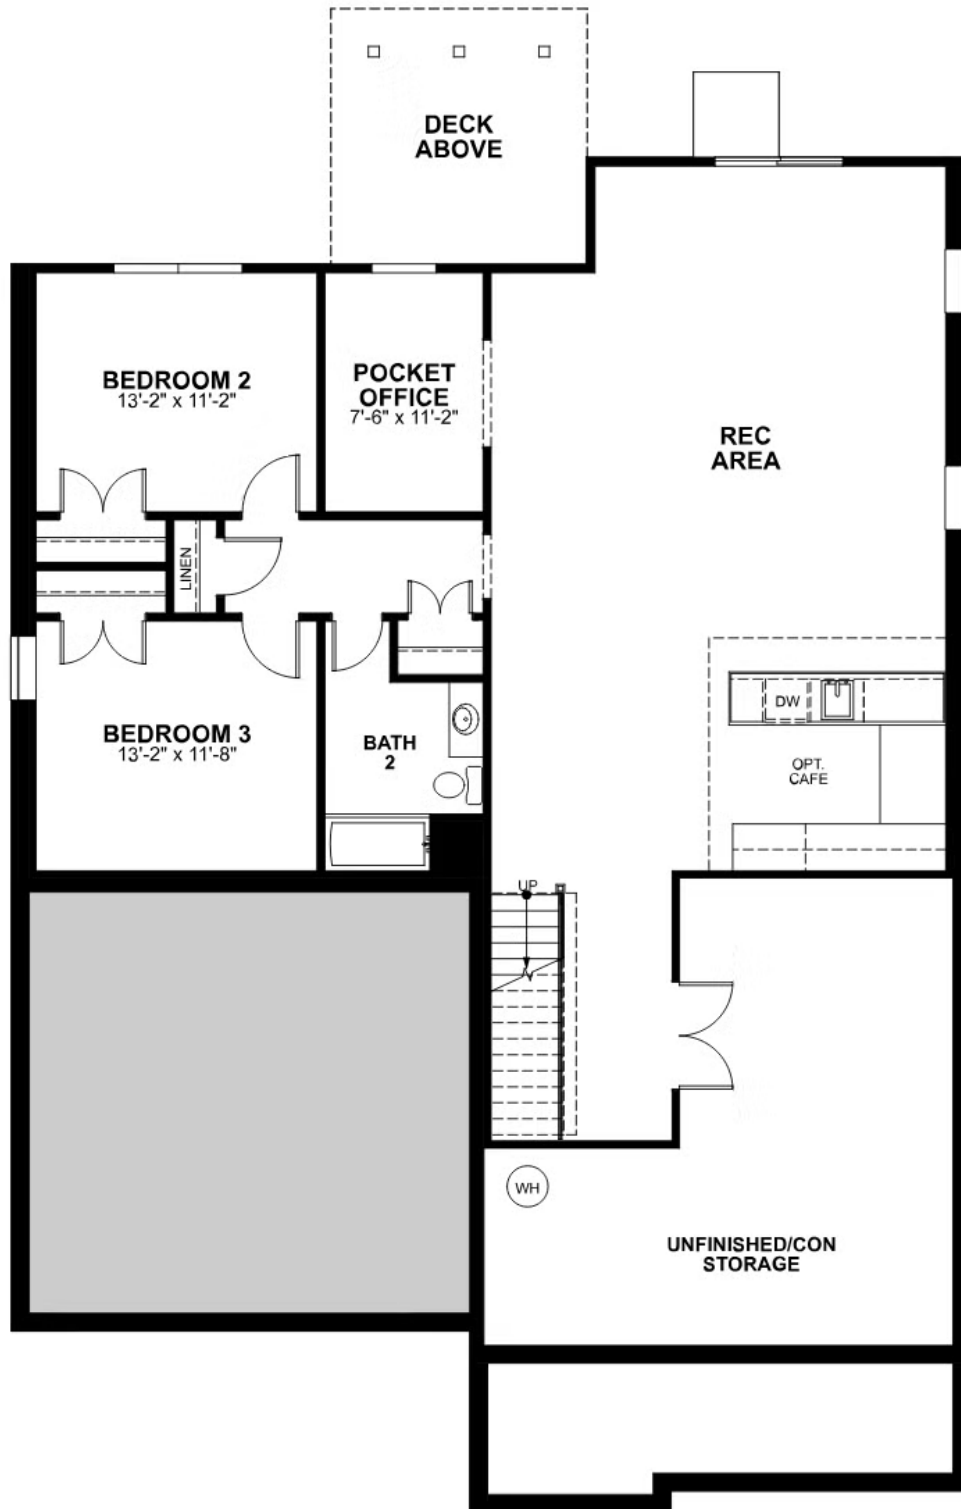 DECK
ABOVE
BEDROOM 2
13'-2" x 11'-2"
POCKET
OFFICE
7'-6" x 11'-2"
REC
AREA
LINEN
BEDROOM 3
13'-2" x 11'-8"
BATH
2
DW
OPT.
CAFE
UP
WH
UNFINISHED/CON
STORAGE